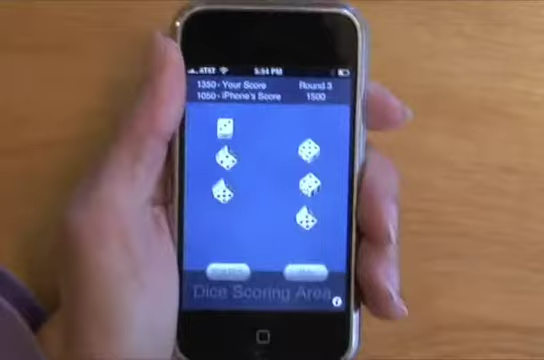 AT&T 5:54 PM
1350 - Your Score Round 3
1050 - iPhone's Score 1500
Dice Scoring Area